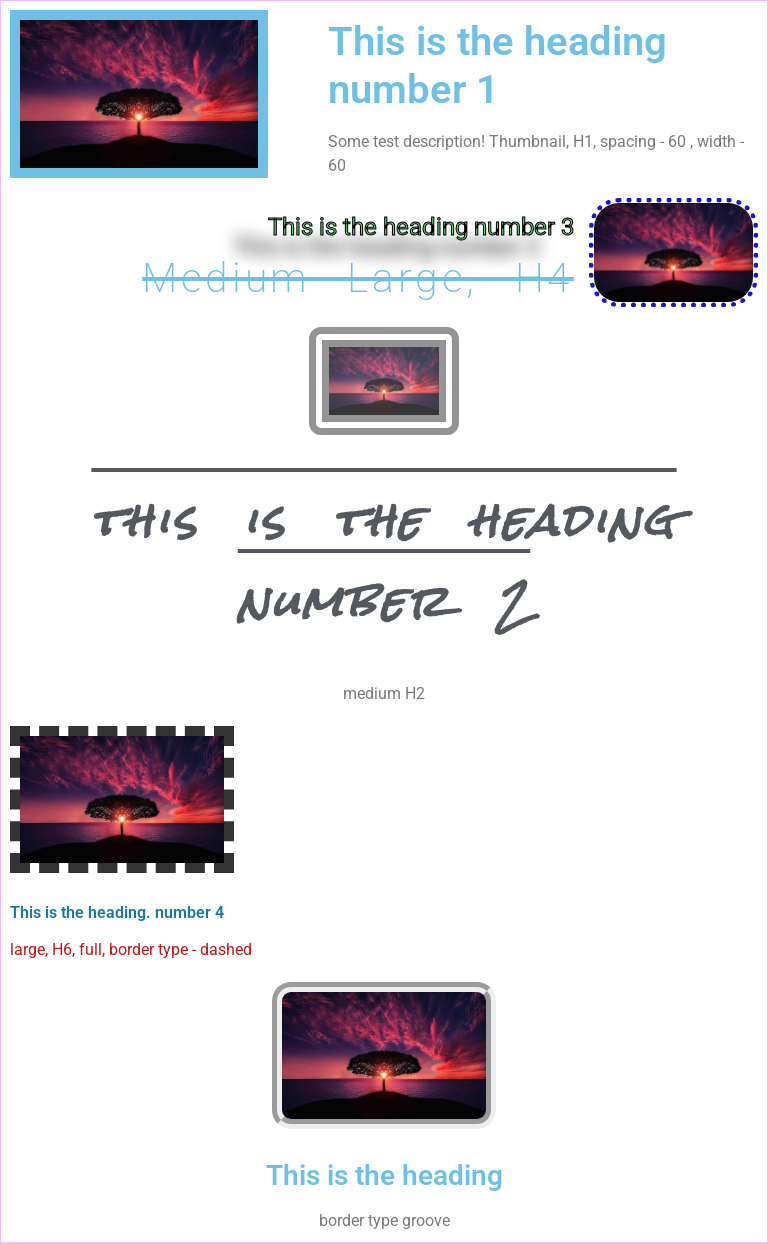 This is the heading
number 1
Some test description! Thumbnail, H1, spacing - 60 , width -
60
This is the heading number 3
Medium Large, H4
THIS IS THE HEADING
NUMBER 2
medium H2
This is the heading. number 4
large, H6, full, border type - dashed
This is the heading
border type groove